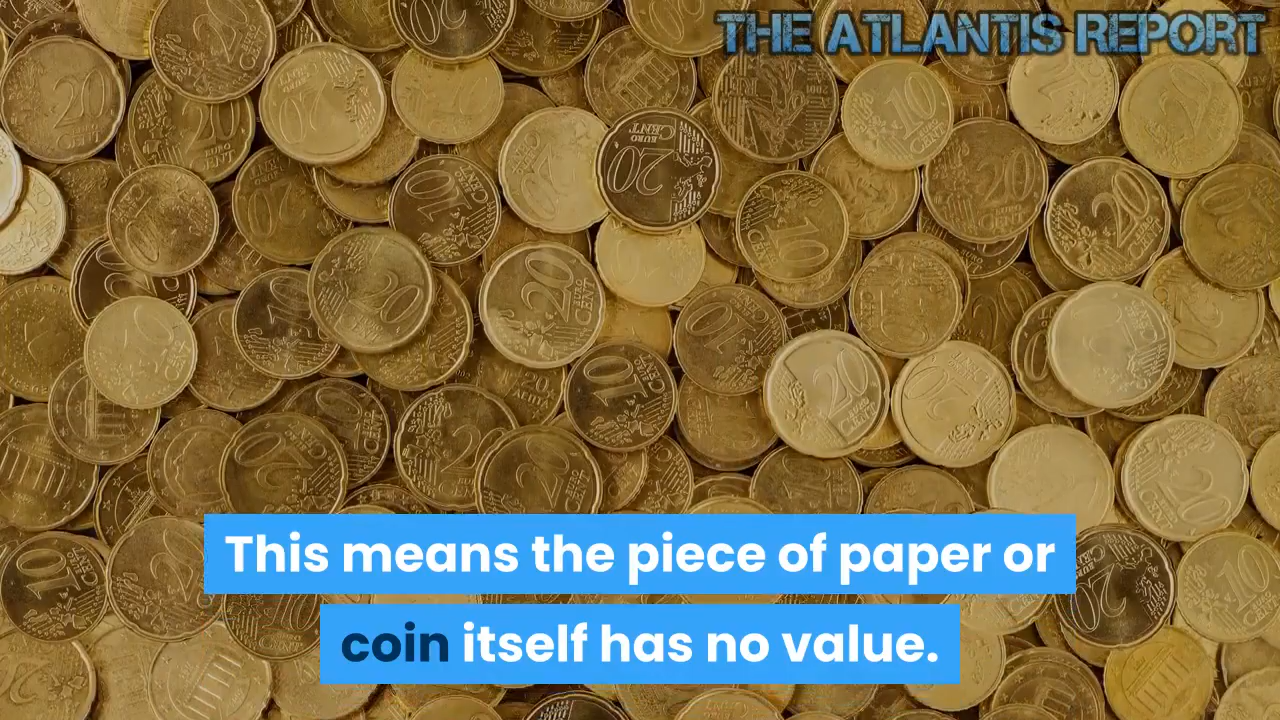 THE ATLANTIS REPORT
This means the piece of paper or
coin itself has no value.